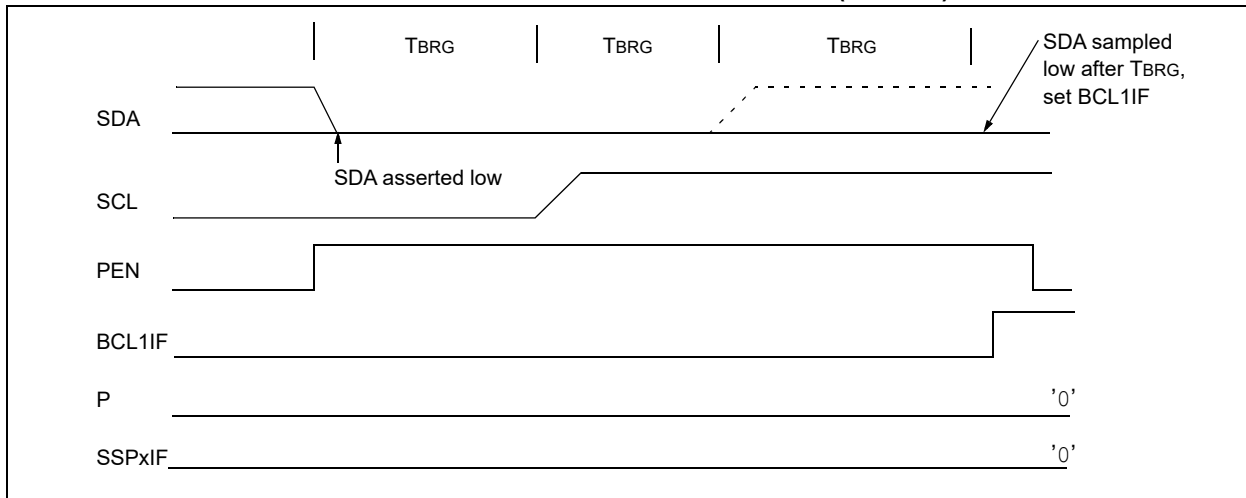 TBRG
TBRG
TBRG
SDA sampled
low after TBRG,
set BCL1IF
SDA
SDA asserted low
SCL
PEN
BCL1IF
P
'0'
SSPxIF
'0'